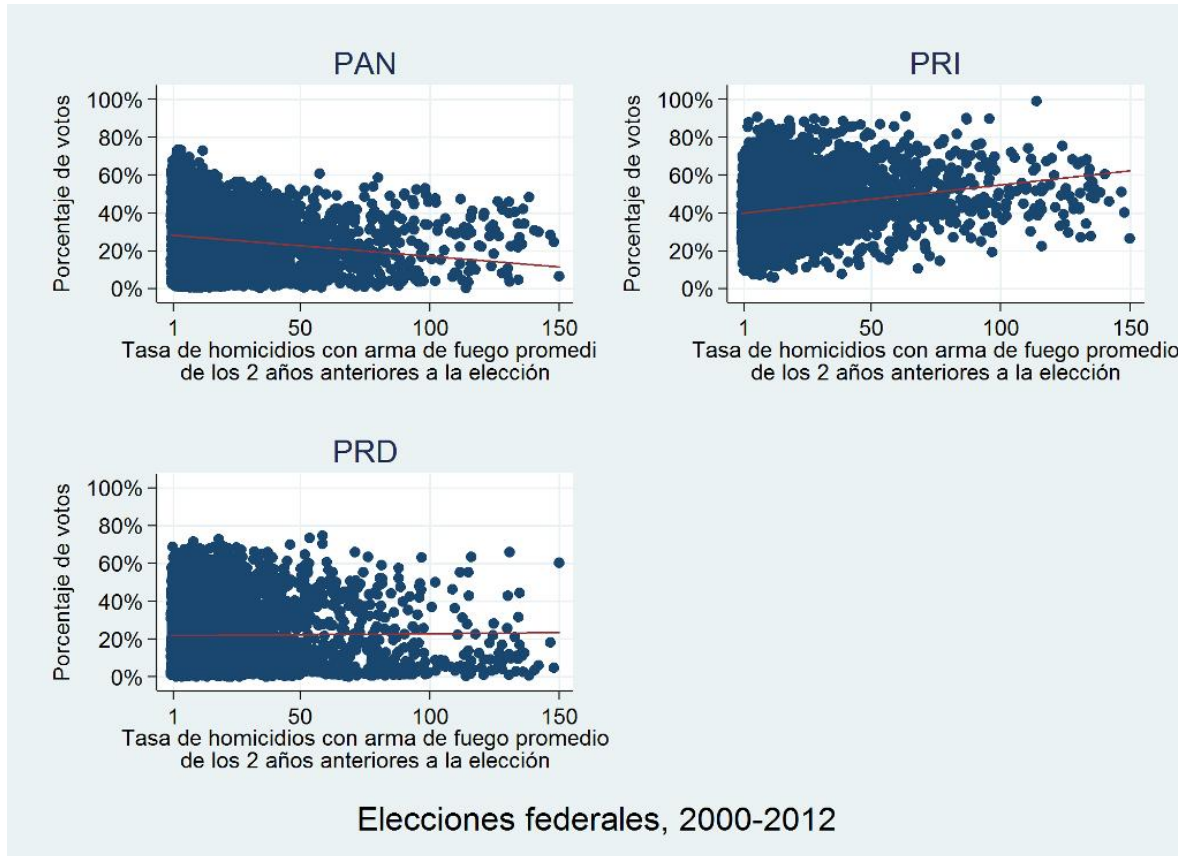 PAN
Porcentaje de votos
100%
80%
60%
40%
20%
0%
1 50 100 150
Tasa de homicidios con arma de fuego promedi
de los 2 años anteriores a la elección
PRI
Porcentaje de votos
100%
80%
60%
40%
20%
0%
1 50 100 150
Tasa de homicidios con arma de fuego promedio
de los 2 años anteriores a la elección
PRD
Porcentaje de votos
100%
80%
60%
40%
20%
0%
1 50 100 150
Tasa de homicidios con arma de fuego promedio
de los 2 años anteriores a la elección
Elecciones federales, 2000-2012